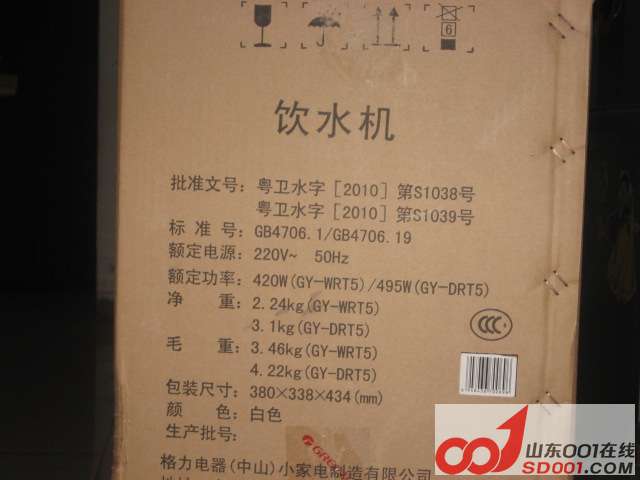 6
饮水机
批准文号：粤卫水字［2010］第S1038号
粤卫水字［2010］第S1039号
标 准 号：GB4706.1/GB4706.19
额定电源：220V~ 50Hz
额定功率：420W(GY-WRT5)/495W(GY-DRT5)
净 重：2.24kg(GY-WRT5)
3.1kg(GY-DRT5)
毛 重：3.46kg(GY-WRT5)
4.22kg(GY-DRT5)
包装尺寸：380×338×434(mm)
颜 色：白色
生产批号：
格力电器(中山)小家电制造有限公司
CCC
山东001在线
SD001.com